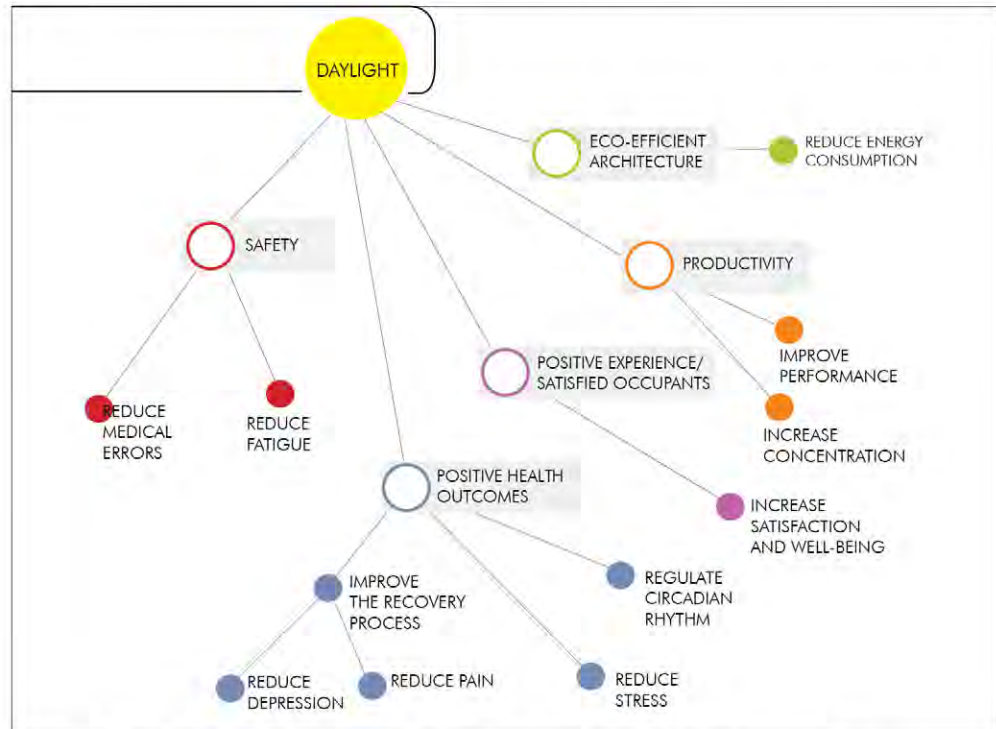 DAYLIGHT
ECO-EFFICIENT
ARCHITECTURE
REDUCE ENERGY
CONSUMPTION
SAFETY
PRODUCTIVITY
POSITIVE EXPERIENCE/
SATISFIED OCCUPANTS
IMPROVE
PERFORMANCE
REDUCE
MEDICAL
ERRORS
REDUCE
FATIGUE
INCREASE
CONCENTRATION
POSITIVE HEALTH
OUTCOMES
INCREASE
SATISFACTION
AND WELL-BEING
IMPROVE
THE RECOVERY
PROCESS
REGULATE
CIRCADIAN
RHYTHM
REDUCE
DEPRESSION
REDUCE PAIN
REDUCE
STRESS